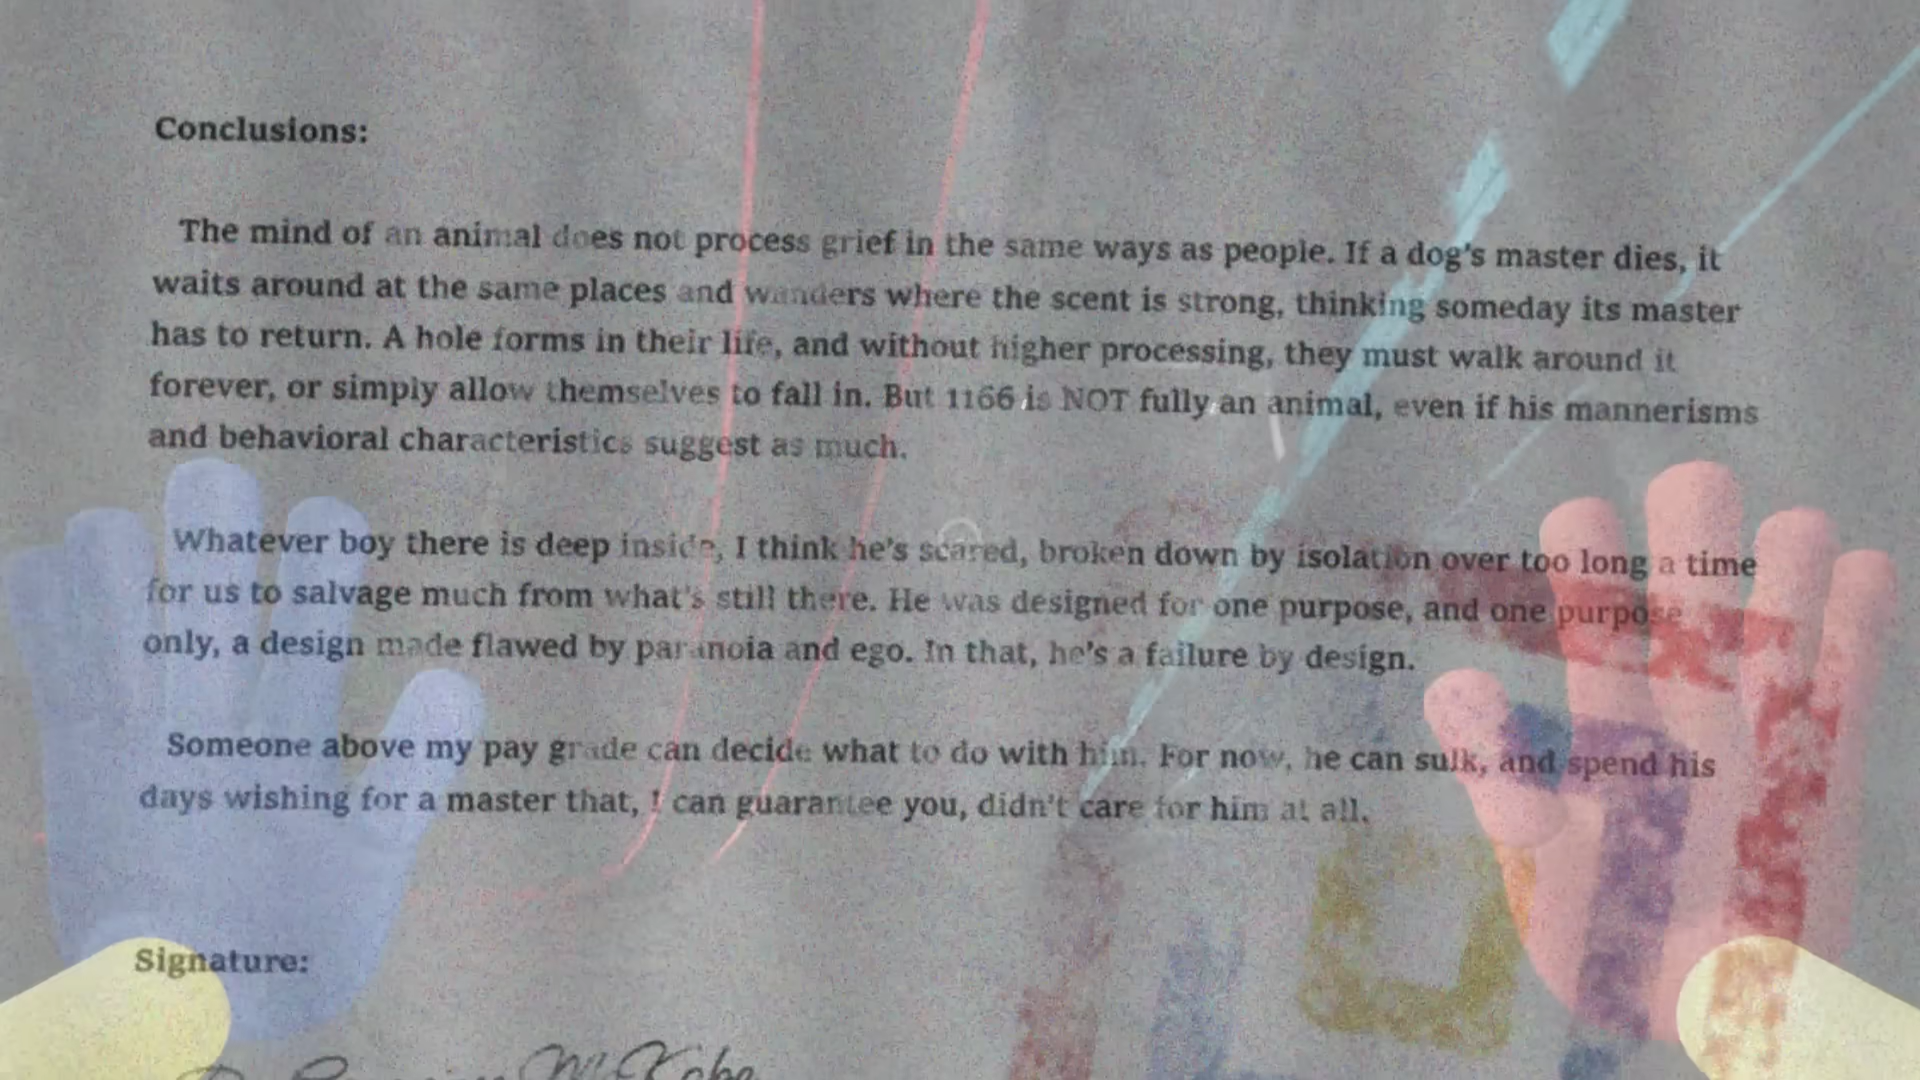 Conclusions:
The mind of an animal does not process grief in the same ways as people. If a dog's master dies, it
waits around at the same places and wanders where the scent is strong, thinking someday its master
has to return. A hole forms in their life, and without higher processing, they must walk around it
forever, or simply allow themselves to fall in. But 1166 is NOT fully an animal, even if his mannerisms
and behavioral characteristics suggest as much.
Whatever boy there is deep inside, I think he's scared, broken down by isolation over too long a time
for us to salvage much from what's still there. He was designed for one purpose, and one purpose
only, a design made flawed by paranoia and ego. In that, he's a failure by design.
Someone above my pay grade can decide what to do with him. For now, he can sulk, and spend his
days wishing for a master that, I can guarantee you, didn't care for him at all.
Signature: